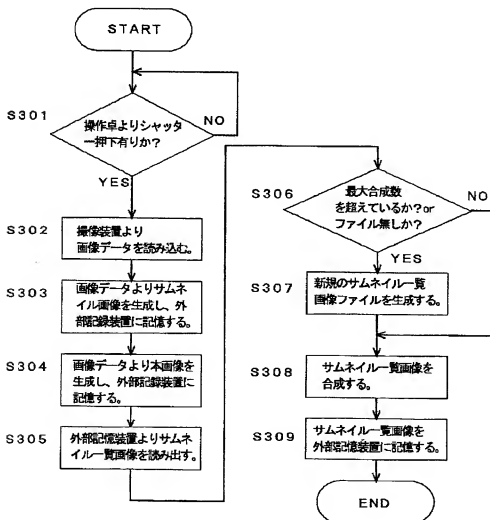 START
S301
操作卓よりシャッタ
ー押下有りか?
NO
YES
S302
撮像装置より
画像データを読み込む。
S303
画像データよりサムネ
イル画像を生成し、外
部記録装置に記憶する。
S304
画像データより本画像を
生成し、外部記録装置に
記憶する。
S305
外部記憶装置よりサムネ
イル一覧画像を読み出す。
S306
最大合成数
を超えているか?or
ファイル無しか?
NO
YES
S307
新規のサムネイル一覧
画像ファイルを生成する。
S308
サムネイル一覧画像を
合成する。
S309
サムネイル一覧画像を
外部記憶装置に記憶する。
END